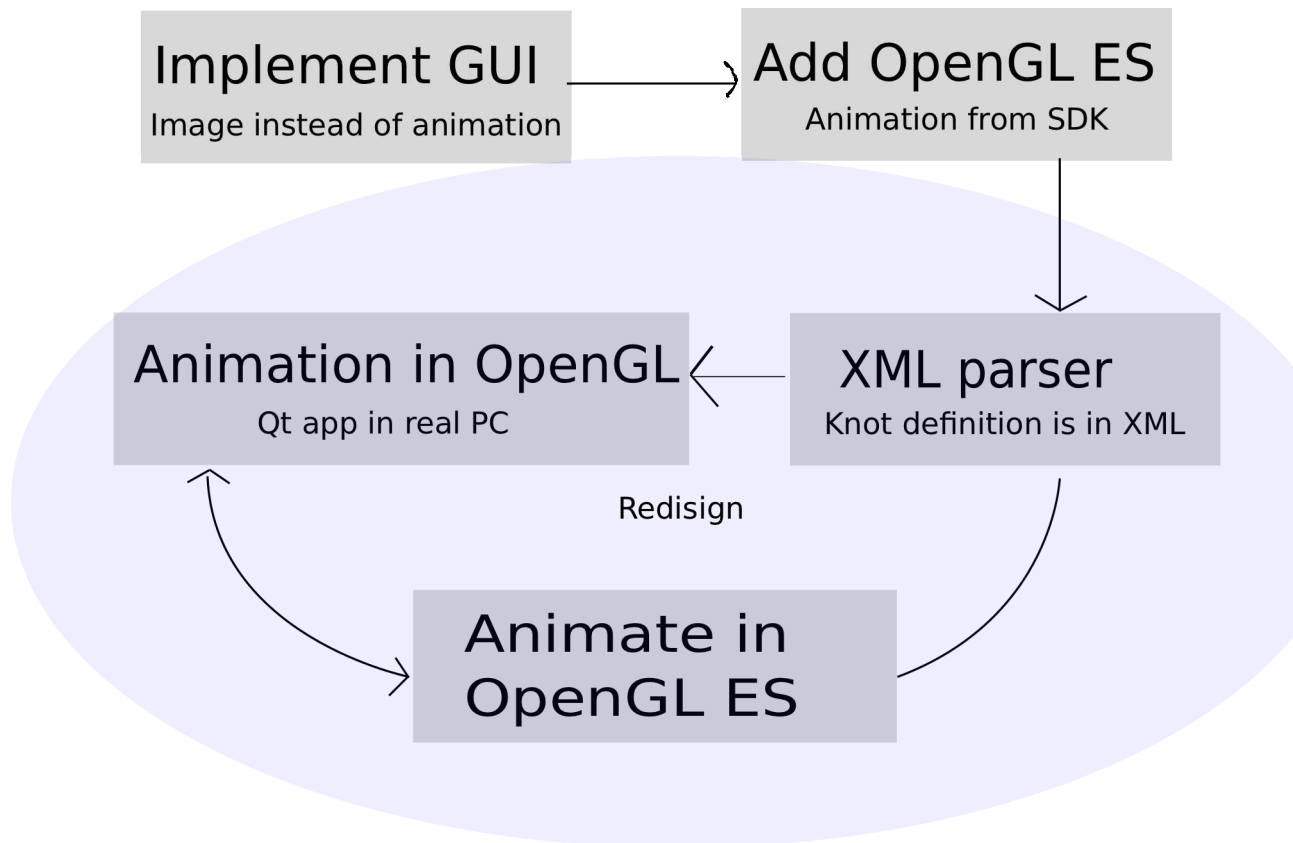 Implement GUI
Image instead of animation
Add OpenGL ES
Animation from SDK
Animation in OpenGL
Qt app in real PC
XML parser
Knot definition is in XML
Redisign
Animate in
OpenGL ES